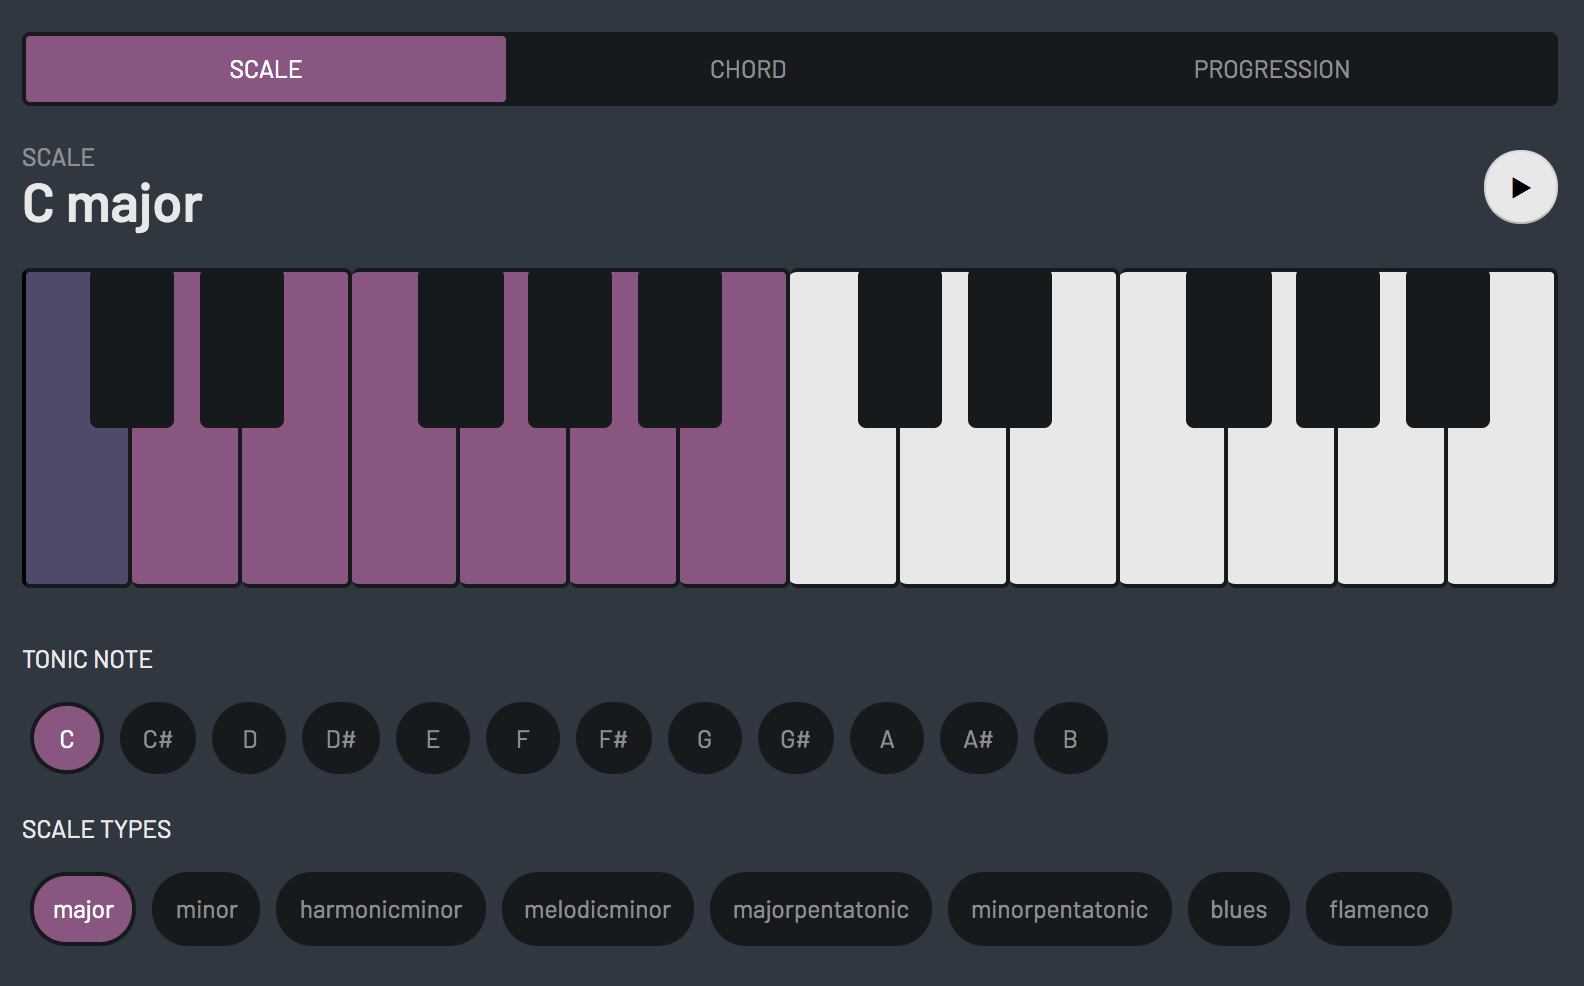 SCALE CHORD PROGRESSION
SCALE
C major
TONIC NOTE
C C# D D# E F F# G G# A A# B
SCALE TYPES
major minor harmonicminor melodicminor majorpentatonic minorpentatonic blues flamenco